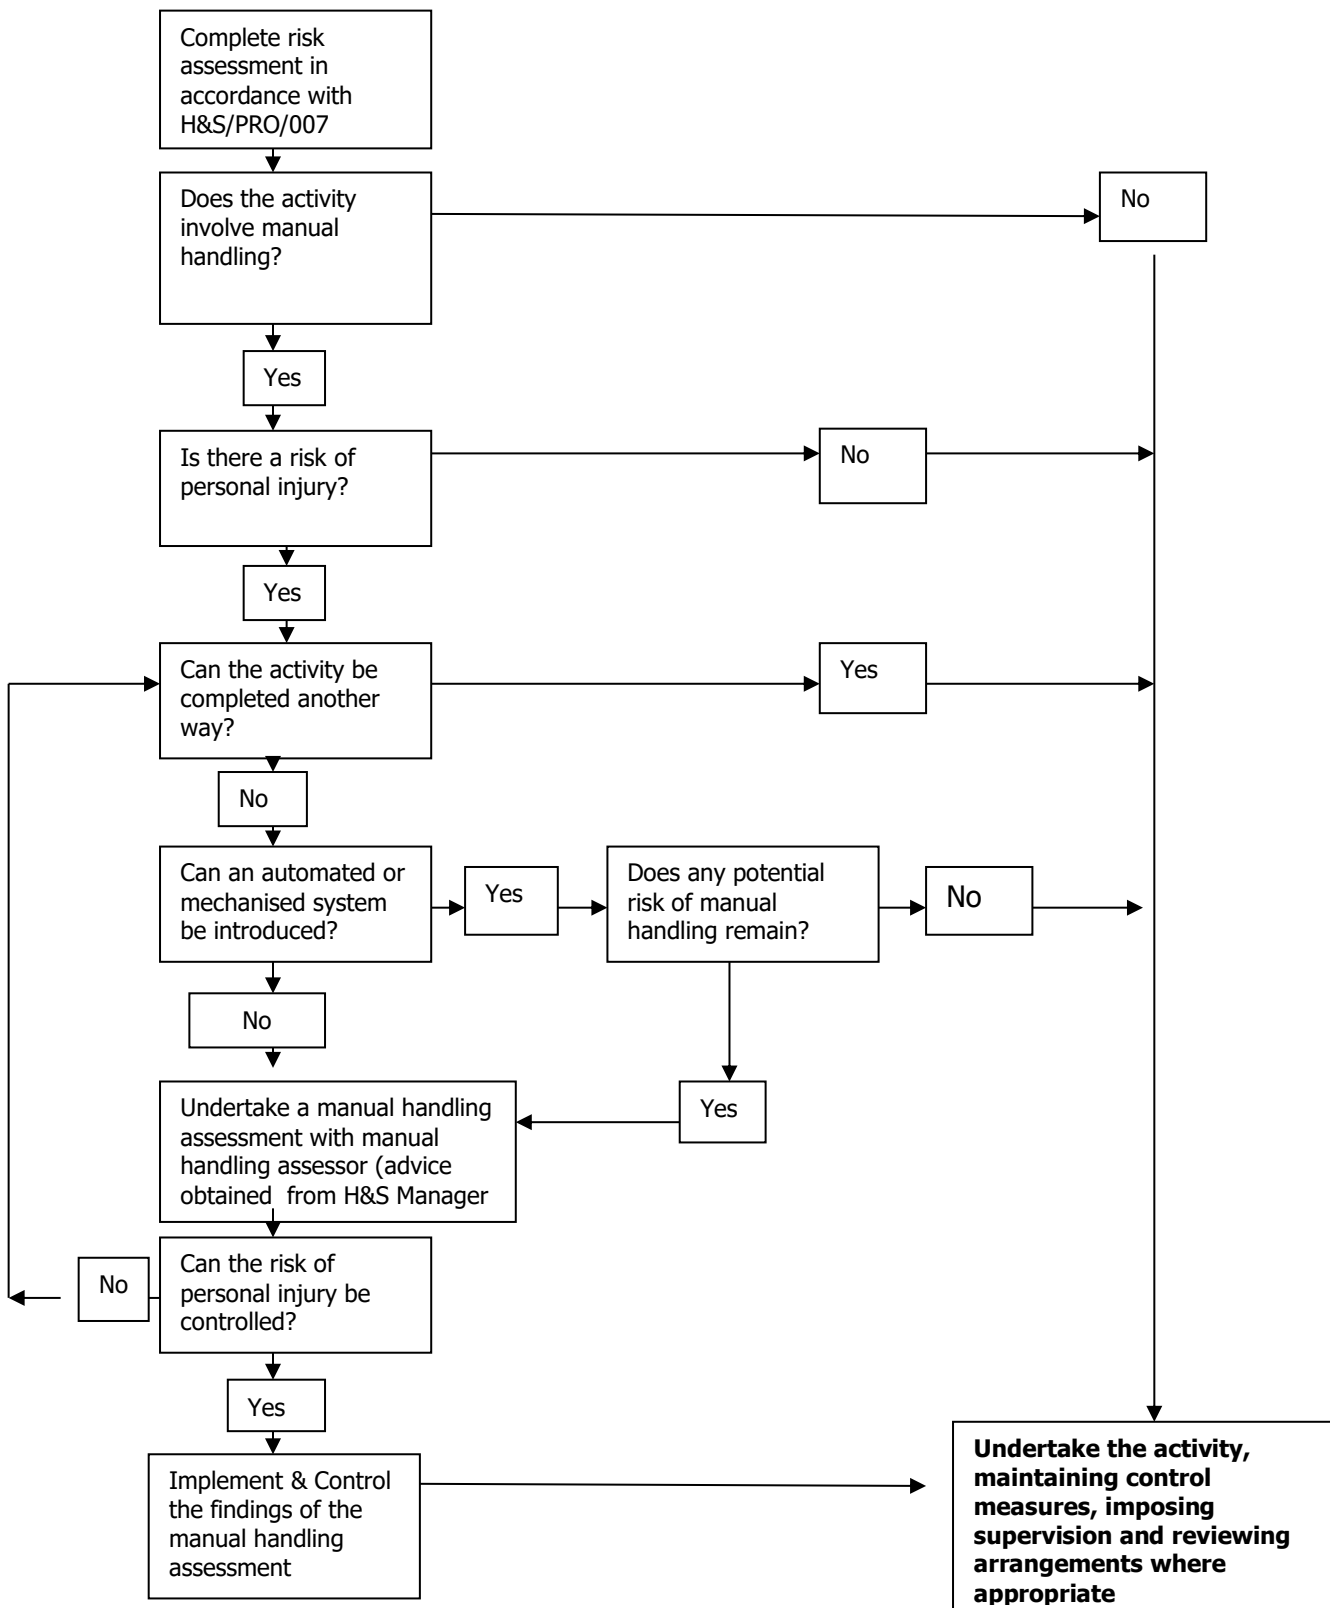 Complete risk
assessment in
accordance with
H&S/PRO/007
Does the activity
involve manual
handling?
No
Yes
Is there a risk of
personal injury?
No
Yes
Can the activity be
completed another
way?
Yes
No
Can an automated or
mechanised system
be introduced?
Yes
Does any potential
risk of manual
handling remain?
No
No
Undertake a manual handling
assessment with manual
handling assessor (advice
obtained  from H&S Manager
Yes
Can the risk of
personal injury be
controlled?
No
Yes
Implement & Control
the findings of the
manual handling
assessment
Undertake the activity,
maintaining control
measures, imposing
supervision and reviewing
arrangements where
appropriate